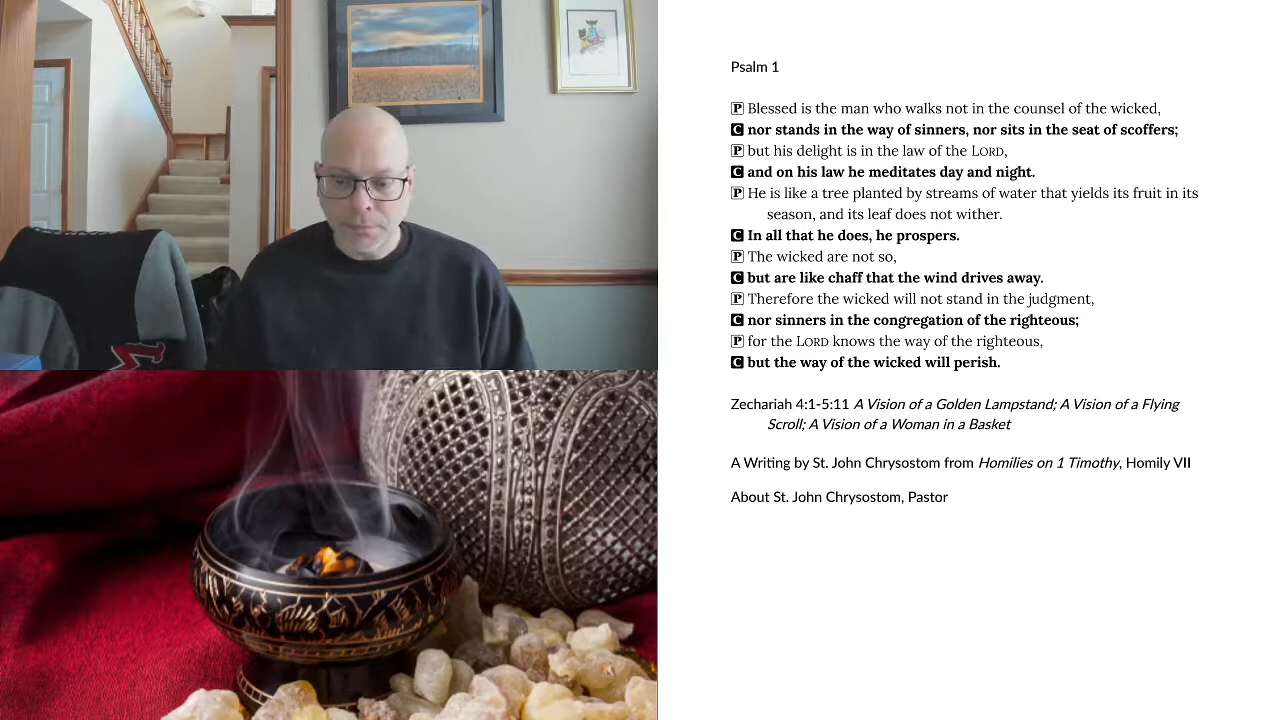 Psalm 1
P Blessed is the man who walks not in the counsel of the wicked,
C nor stands in the way of sinners, nor sits in the seat of scoffers;
P but his delight is in the law of the LORD,
C and on his law he meditates day and night.
P He is like a tree planted by streams of water that yields its fruit in its
season, and its leaf does not wither.
C In all that he does, he prospers.
P The wicked are not so,
C but are like chaff that the wind drives away.
P Therefore the wicked will not stand in the judgment,
C nor sinners in the congregation of the righteous;
P for the LORD knows the way of the righteous,
C but the way of the wicked will perish.
Zechariah 4:1-5:11 A Vision of a Golden Lampstand; A Vision of a Flying
Scroll; A Vision of a Woman in a Basket
A Writing by St. John Chrysostom from Homilies on 1 Timothy, Homily VII
About St. John Chrysostom, Pastor